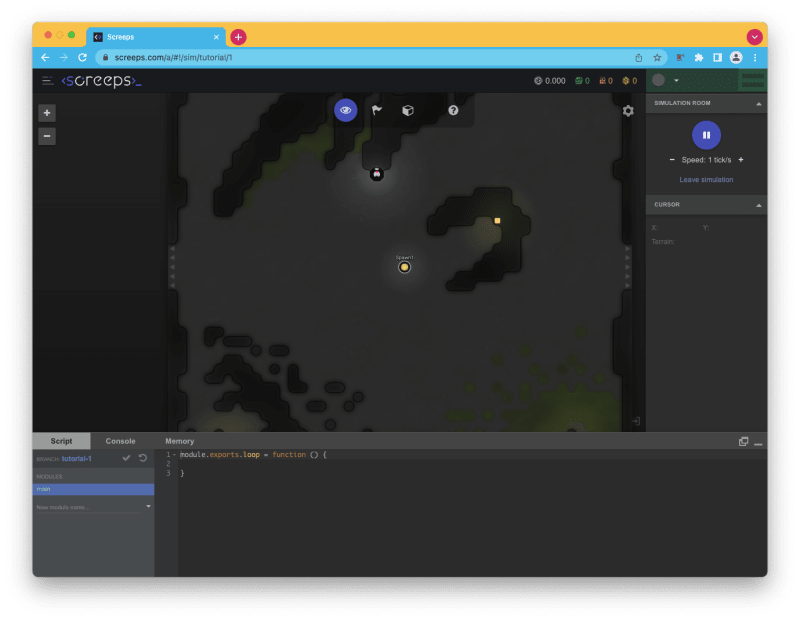 Screeps
screeps.com/a/#!/sim/tutorial/1
screeps
0.000 0 0 0
SIMULATION ROOM
Speed: 1 tick/s
Leave simulation
CURSOR
X: Y:
Terrain:
Spawn1
Script Console Memory
BRANCH: tutorial-1
MODULES
main
New module name...
1 module.exports.loop = function () {
2
3 }